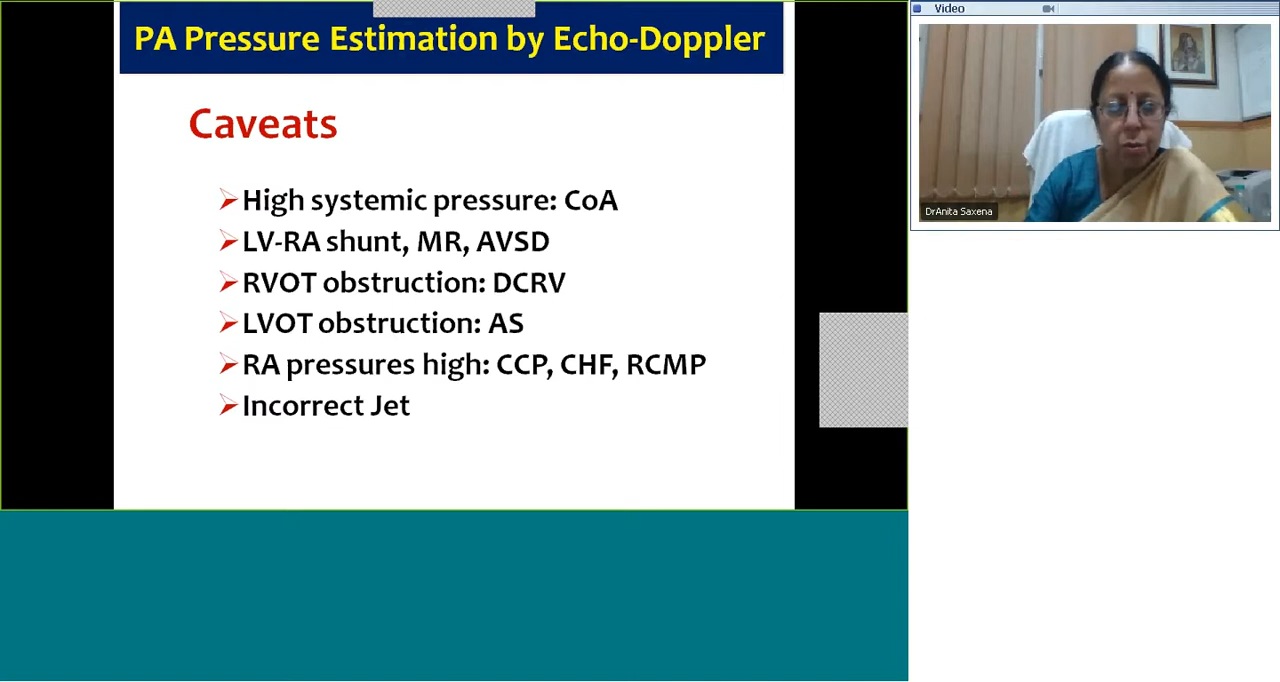 PA Pressure Estimation by Echo-Doppler
Caveats
High systemic pressure: CoA
LV-RA shunt, MR, AVSD
RVOT obstruction: DCRV
LVOT obstruction: AS
RA pressures high: CCP, CHF, RCMP
Incorrect Jet
Video
DrAnita Saxena